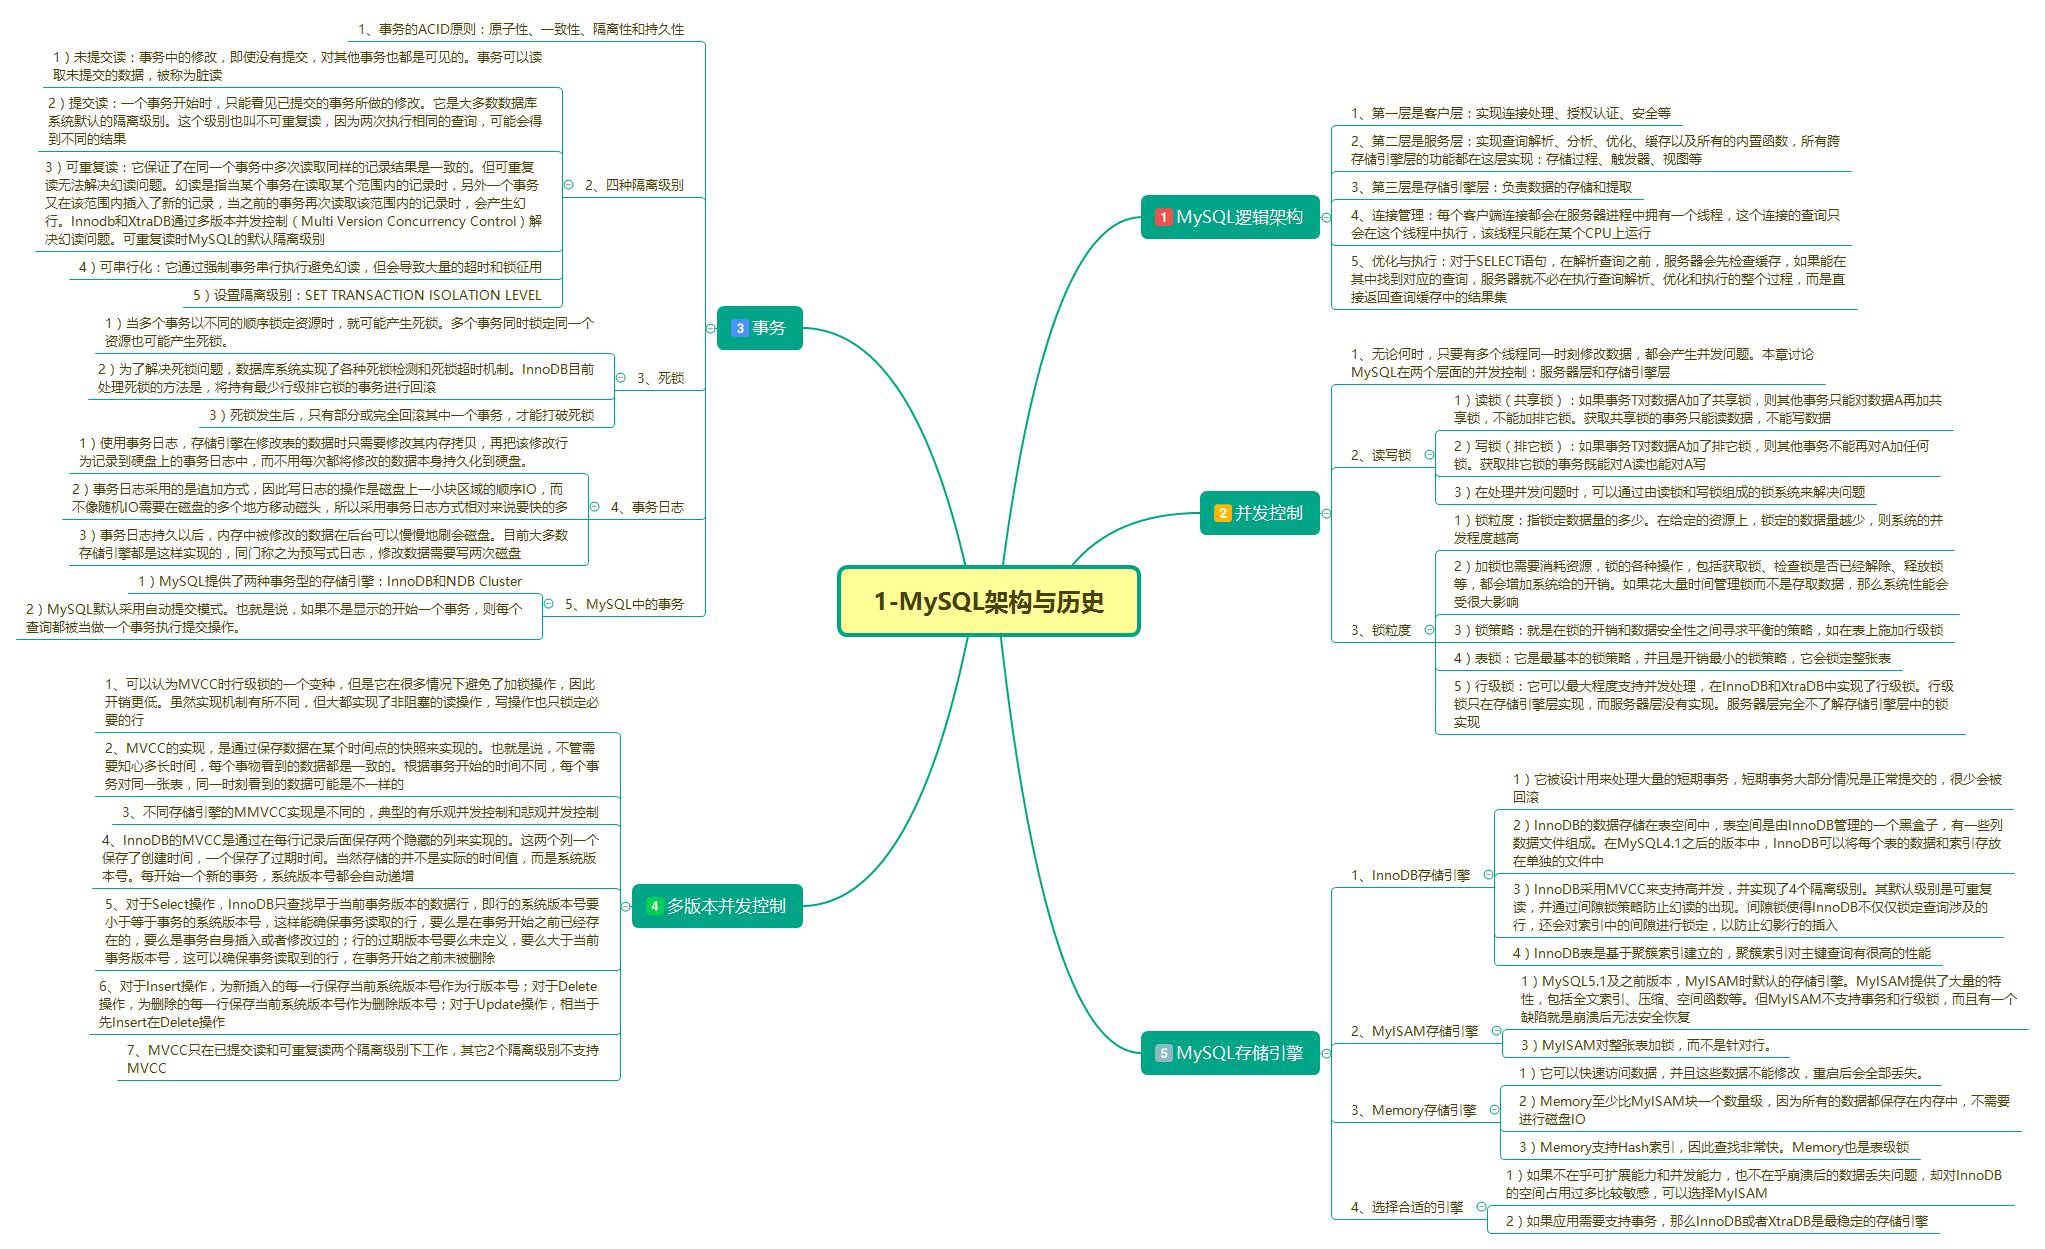 1-MySQL架构与历史
1 MySQL逻辑架构
1、第一层是客户层：实现连接处理、授权认证、安全等
2、第二层是服务层：实现查询解析、分析、优化、缓存以及所有的内置函数，所有跨
存储引擎层的功能都在这层实现：存储过程、触发器、视图等
3、第三层是存储引擎层：负责数据的存储和提取
4、连接管理：每个客户端连接都会在服务器进程中拥有一个线程，这个连接的查询只
会在这个线程中执行，该线程只能在某个CPU上运行
5、优化与执行：对于SELECT语句，在解析查询之前，服务器会先检查缓存，如果能在
其中找到对应的查询，服务器就不必在执行查询解析、优化和执行的整个过程，而是直
接返回查询缓存中的结果集
2 并发控制
1、无论何时，只要有多个线程同一时刻修改数据，都会产生并发问题。本章讨论
MySQL在两个层面的并发控制：服务器层和存储引擎层
2、读写锁
1）读锁（共享锁）：如果事务T对数据A加了共享锁，则其他事务只能对数据A再加共
享锁，不能加排它锁。获取共享锁的事务只能读数据，不能写数据
2）写锁（排它锁）：如果事务T对数据A加了排它锁，则其他事务不能再对A加任何
锁。获取排它锁的事务既能对A读也能对A写
3）在处理并发问题时，可以通过由读锁和写锁组成的锁系统来解决问题
3、锁粒度
1）锁粒度：指锁定数据量的多少。在给定的资源上，锁定的数据量越少，则系统的并
发程度越高
2）加锁也需要消耗资源，锁的各种操作，包括获取锁、检查锁是否已经解除、释放锁
等，都会增加系统给的开销。如果花大量时间管理锁而不是存取数据，那么系统性能会
受很大影响
3）锁策略：就是在锁的开销和数据安全性之间寻求平衡的策略，如在表上施加行级锁
4）表锁：它是最基本的锁策略，并且是开销最小的锁策略，它会锁定整张表
5）行级锁：它可以最大程度支持并发处理，在InnoDB和XtraDB中实现了行级锁。行级
锁只在存储引擎层实现，而服务器层没有实现。服务器层完全不了解存储引擎层中的锁
实现
3 事务
1、事务的ACID原则：原子性、一致性、隔离性和持久性
2、四种隔离级别
1）未提交读：事务中的修改，即使没有提交，对其他事务也都是可见的。事务可以读
取未提交的数据，被称为脏读
2）提交读：一个事务开始时，只能看见已提交的事务所做的修改。它是大多数数据库
系统默认的隔离级别。这个级别也叫不可重复读，因为两次执行相同的查询，可能会得
到不同的结果
3）可重复读：它保证了在同一个事务中多次读取同样的记录结果是一致的。但可重复
读无法解决幻读问题。幻读是指当某个事务在读取某个范围内的记录时，另外一个事务
又在该范围内插入了新的记录，当之前的事务再次读取该范围内的记录时，会产生幻
行。Innodb和XtraDB通过多版本并发控制（Multi Version Concurrency Control）解
决幻读问题。可重复读时MySQL的默认隔离级别
4）可串行化：它通过强制事务串行执行避免幻读，但会导致大量的超时和锁征用
5）设置隔离级别：SET TRANSACTION ISOLATION LEVEL
3、死锁
1）当多个事务以不同的顺序锁定资源时，就可能产生死锁。多个事务同时锁定同一个
资源也可能产生死锁。
2）为了解决死锁问题，数据库系统实现了各种死锁检测和死锁超时机制。InnoDB目前
处理死锁的方法是，将持有最少行级排它锁的事务进行回滚
3）死锁发生后，只有部分或完全回滚其中一个事务，才能打破死锁
4、事务日志
1）使用事务日志，存储引擎在修改表的数据时只需要修改其内存拷贝，再把该修改行
为记录到硬盘上的事务日志中，而不用每次都将修改的数据本身持久化到硬盘。
2）事务日志采用的是追加方式，因此写日志的操作是磁盘上一小块区域的顺序IO，而
不像随机IO需要在磁盘的多个地方移动磁头，所以采用事务日志方式相对来说要快的多
3）事务日志持久以后，内存中被修改的数据在后台可以慢慢地刷会磁盘。目前大多数
存储引擎都是这样实现的，同门称之为预写式日志，修改数据需要写两次磁盘
5、MySQL中的事务
1）MySQL提供了两种事务型的存储引擎：InnoDB和NDB Cluster
2）MySQL默认采用自动提交模式。也就是说，如果不是显示的开始一个事务，则每个
查询都被当做一个事务执行提交操作。
4 多版本并发控制
1、可以认为MVCC时行级锁的一个变种，但是它在很多情况下避免了加锁操作，因此
开销更低。虽然实现机制有所不同，但大都实现了非阻塞的读操作，写操作也只锁定必
要的行
2、MVCC的实现，是通过保存数据在某个时间点的快照来实现的。也就是说，不管需
要知心多长时间，每个事物看到的数据都是一致的。根据事务开始的时间不同，每个事
务对同一张表，同一时刻看到的数据可能是不一样的
3、不同存储引擎的MMVCC实现是不同的，典型的有乐观并发控制和悲观并发控制
4、InnoDB的MVCC是通过在每行记录后面保存两个隐藏的列来实现的。这两个列一个
保存了创建时间，一个保存了过期时间。当然存储的并不是实际的时间值，而是系统版
本号。每开始一个新的事务，系统版本号都会自动递增
5、对于Select操作，InnoDB只查找早于当前事务版本的数据行，即行的系统版本号要
小于等于事务的系统版本号，这样能确保事务读取的行，要么是在事务开始之前已经存
在的，要么是事务自身插入或者修改过的；行的过期版本号要么未定义，要么大于当前
事务版本号，这可以确保事务读取到的行，在事务开始之前未被删除
6、对于Insert操作，为新插入的每一行保存当前系统版本号作为行版本号；对于Delete
操作，为删除的每一行保存当前系统版本号作为删除版本号；对于Update操作，相当于
先Insert在Delete操作
7、MVCC只在已提交读和可重复读两个隔离级别下工作，其它2个隔离级别不支持
MVCC
5 MySQL存储引擎
1、InnoDB存储引擎
1）它被设计用来处理大量的短期事务，短期事务大部分情况是正常提交的，很少会被
回滚
2）InnoDB的数据存储在表空间中，表空间是由InnoDB管理的一个黑盒子，有一些列
数据文件组成。在MySQL4.1之后的版本中，InnoDB可以将每个表的数据和索引存放
在单独的文件中
3）InnoDB采用MVCC来支持高并发，并实现了4个隔离级别。其默认级别是可重复
读，并通过间隙锁策略防止幻读的出现。间隙锁使得InnoDB不仅仅锁定查询涉及的
行，还会对索引中的间隙进行锁定，以防止幻影行的插入
4）InnoDB表是基于聚簇索引建立的，聚簇索引对主键查询有很高的性能
2、MyISAM存储引擎
1）MySQL5.1及之前版本，MyISAM时默认的存储引擎。MyISAM提供了大量的特
性，包括全文索引、压缩、空间函数等。但MyISAM不支持事务和行级锁，而且有一个
缺陷就是崩溃后无法安全恢复
3）MyISAM对整张表加锁，而不是针对行。
3、Memory存储引擎
1）它可以快速访问数据，并且这些数据不能修改，重启后会全部丢失。
2）Memory至少比MyISAM块一个数量级，因为所有的数据都保存在内存中，不需要
进行磁盘IO
3）Memory支持Hash索引，因此查找非常快。Memory也是表级锁
4、选择合适的引擎
1）如果不在乎可扩展能力和并发能力，也不在乎崩溃后的数据丢失问题，却对InnoDB
的空间占用过多比较敏感，可以选择MyISAM
2）如果应用需要支持事务，那么InnoDB或者XtraDB是最稳定的存储引擎